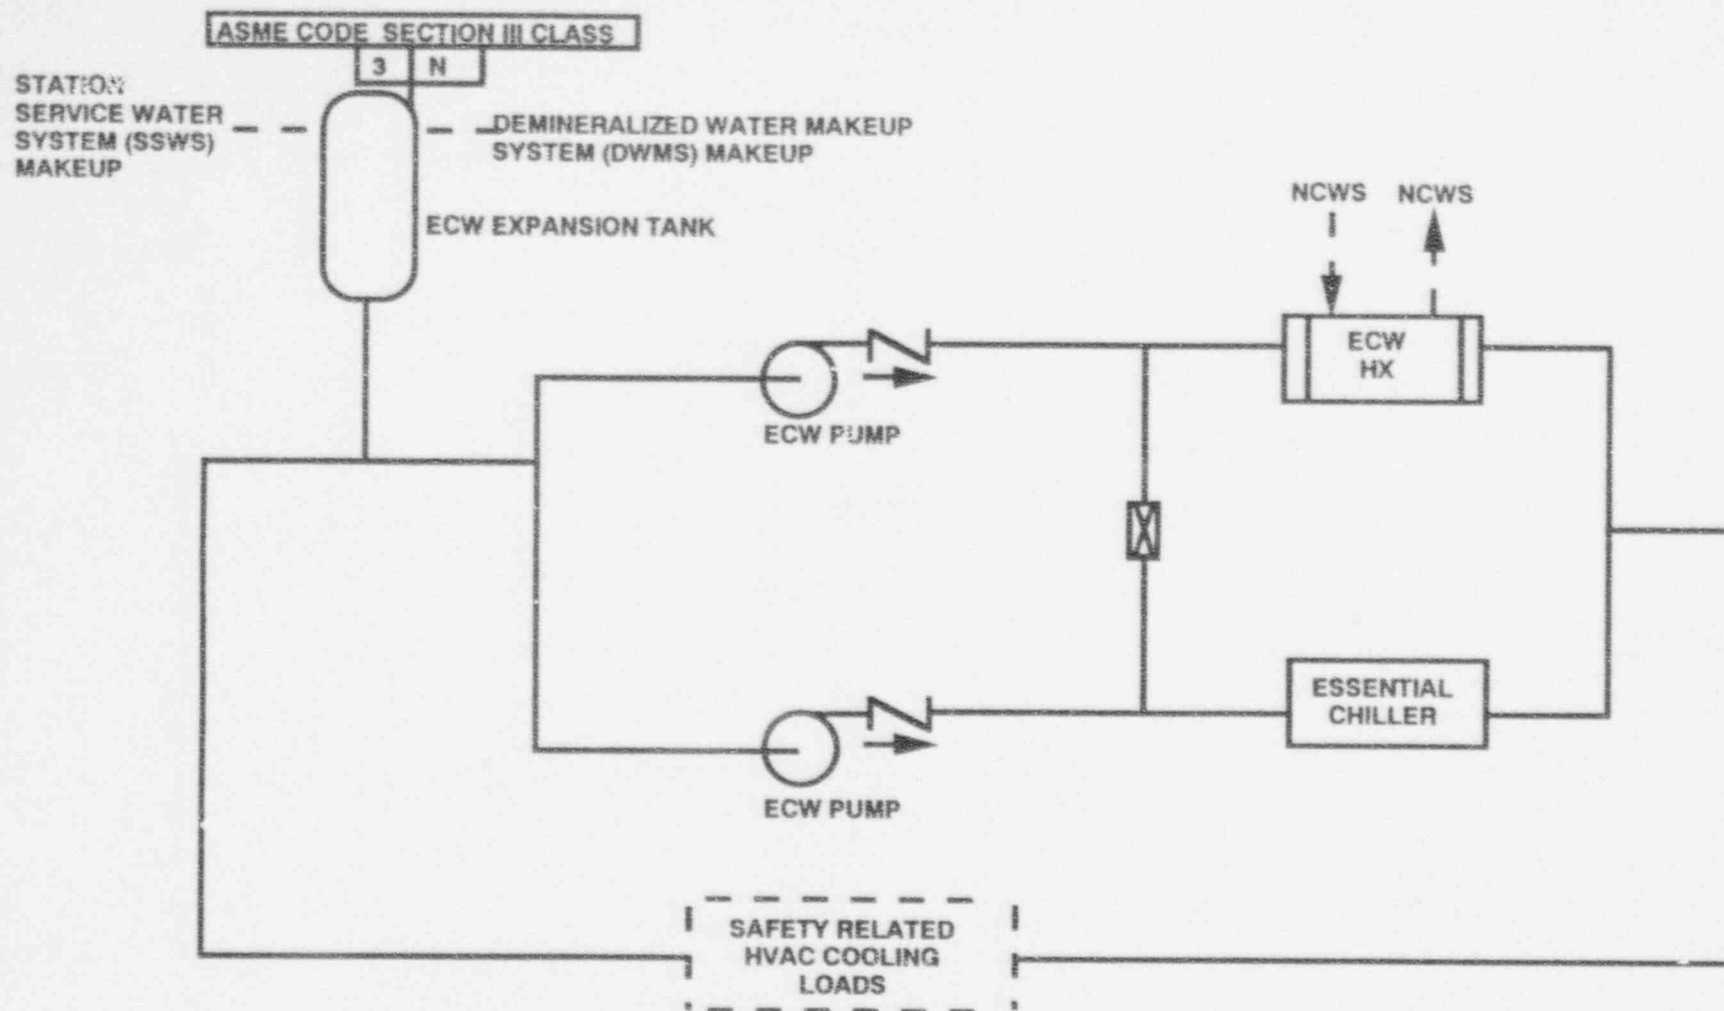 ASME CODE SECTION III CLASS
3 N
STATION
SERVICE WATER
SYSTEM (SSWS)
MAKEUP
DEMINERALIZED WATER MAKEUP
SYSTEM (DWMS) MAKEUP
ECW EXPANSION TANK
NCWS NCWS
ECW
HX
ECW PUMP
ESSENTIAL
CHILLER
ECW PUMP
SAFETY RELATED
HVAC COOLING
LOADS